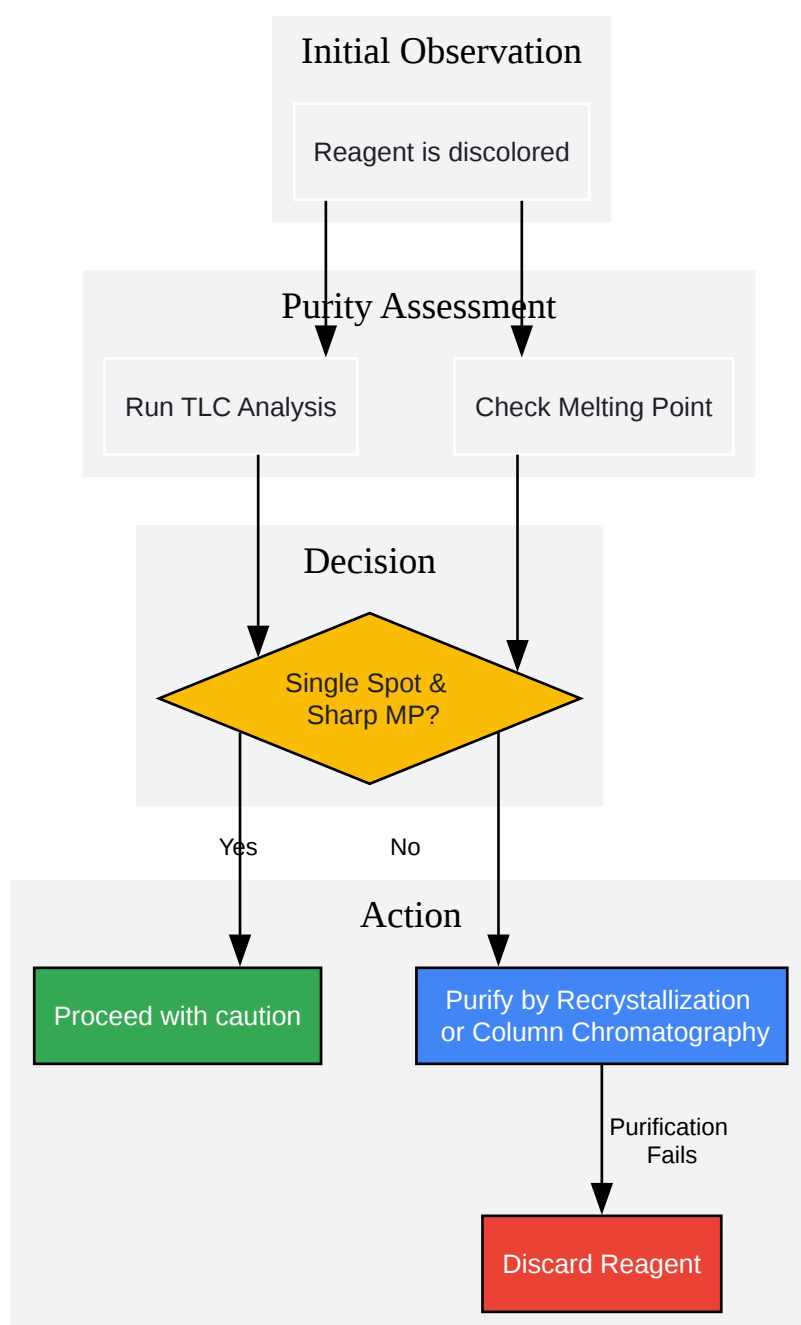 Initial Observation
Reagent is discolored
Purity Assessment
Run TLC Analysis
Check Melting Point
Decision
Single Spot &
Sharp MP?
Yes
No
Action
Proceed with caution
Purify by Recrystallization
or Column Chromatography
Purification
Fails
Discard Reagent